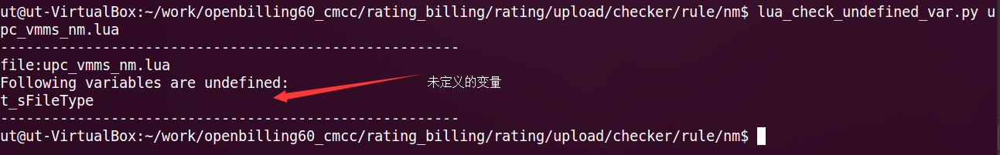 ut@ut-VirtualBox:~/work/openbilling60_cmcc/rating_billing/rating/upload/checker/rule/nm$ lua_check_undefined_var.py u
pc_vmms_nm.lua
-----------------------------------------------------
file:upc_vmms_nm.lua
Following variables are undefined:
未定义的变量
t_sFileType
-----------------------------------------------------
ut@ut-VirtualBox:~/work/openbilling60_cmcc/rating_billing/rating/upload/checker/rule/nm$